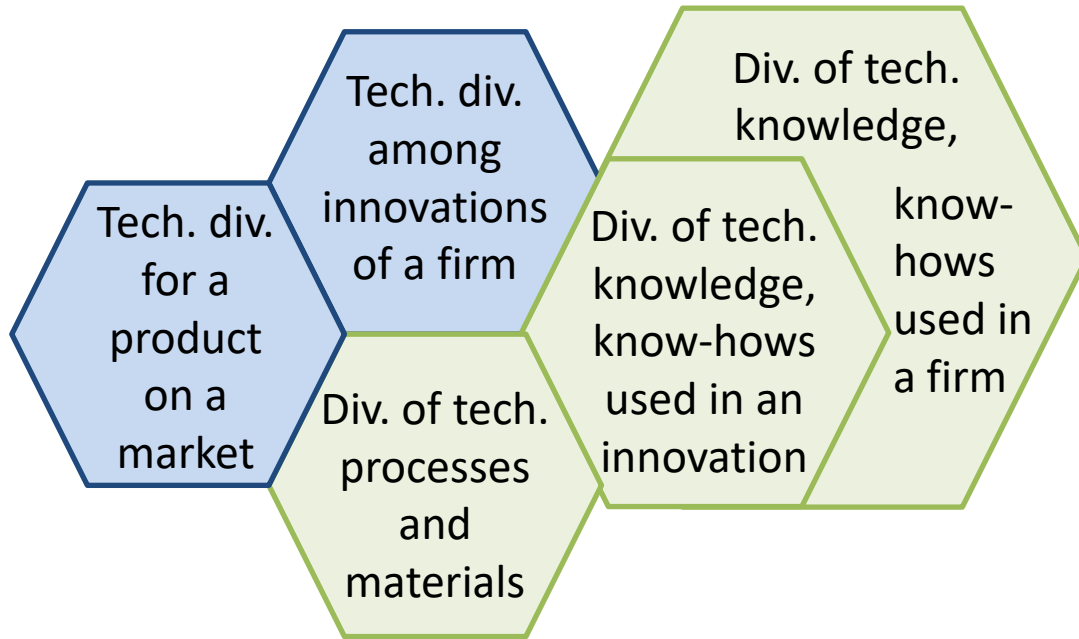 Tech. div.
for a
product
on a
market
Tech. div.
among
innovations
of a firm
Div. of tech.
processes
and
materials
Div. of tech.
knowledge,
know-hows
used in an
innovation
Div. of tech.
knowledge,
know-
hows
used in
a firm